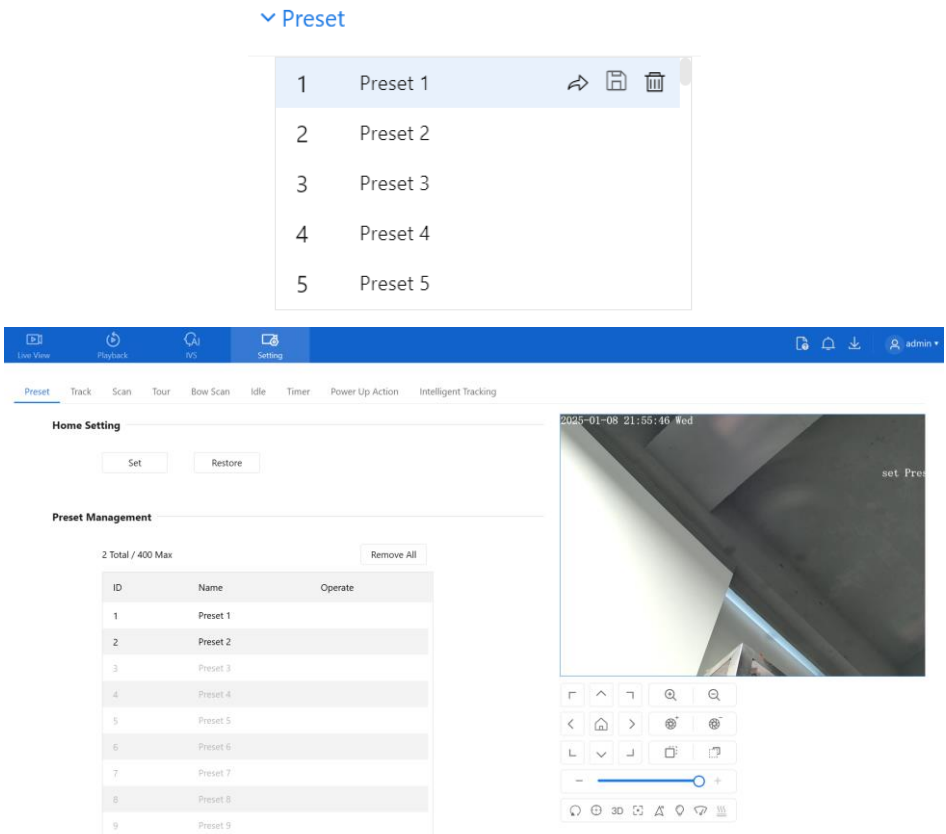 Preset
1 Preset 1
2 Preset 2
3 Preset 3
4 Preset 4
5 Preset 5
Live View Playback IVS Setting admin
Preset Track Scan Tour Bow Scan Idle Timer Power Up Action Intelligent Tracking
Home Setting
Set Restore
2025-01-08 21:55:46 Wed
set Pres
Preset Management
2 Total / 400 Max Remove All
ID Name Operate
1 Preset 1
2 Preset 2
3 Preset 3
4 Preset 4
5 Preset 5
6 Preset 6
7 Preset 7
8 Preset 8
9 Preset 9
3D